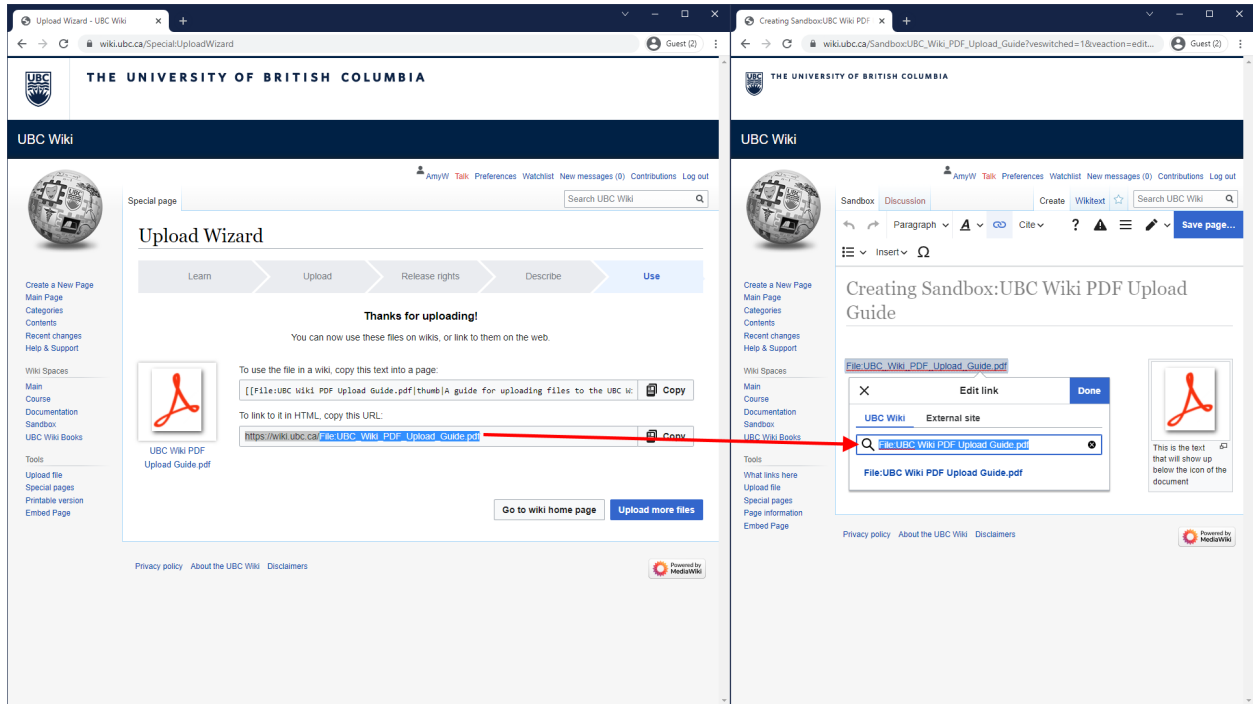 Upload Wizard - UBC Wiki
Guest (2)
wiki.ubc.ca/Special:UploadWizard
UBC
THE UNIVERSITY OF BRITISH COLUMBIA
UBC Wiki
AmyW Talk Preferences Watchlist New messages (0) Contributions Log out
Special page
Search UBC Wiki
Upload Wizard
Learn
Upload
Release rights
Describe
Use
Create a New Page
Main Page
Categories
Contents
Recent changes
Help & Support
Wiki Spaces
Main
Course
Documentation
Sandbox
UBC Wiki Books
Tools
Upload file
Special pages
Printable version
Embed Page
Thanks for uploading!
You can now use these files on wikis, or link to them on the web.
To use the file in a wiki, copy this text into a page:
[[File:UBC Wiki PDF Upload Guide.pdf|thumb|A guide for uploading files to the UBC W:
Copy
To link to it in HTML, copy this URL:
https://wiki.ubc.ca/File:UBC_Wiki_PDF_Upload_Guide.pdf
Copy
UBC Wiki PDF
Upload Guide.pdf
Go to wiki home page
Upload more files
Privacy policy About the UBC Wiki Disclaimers
Powered by
MediaWiki
Creating Sandbox:UBC Wiki PDF
wiki.ubc.ca/Sandbox:UBC_Wiki_PDF_Upload_Guide?veswitched=1&veaction=edit...
Guest (2)
UBC
THE UNIVERSITY OF BRITISH COLUMBIA
UBC Wiki
AmyW Talk Preferences Watchlist New messages (0) Contributions Log out
Sandbox Discussion
Create Wikitext
Search UBC Wiki
Paragraph
A
Cite
?
Save page...
Insert
Ω
Create a New Page
Main Page
Categories
Contents
Recent changes
Help & Support
Wiki Spaces
Main
Course
Documentation
Sandbox
UBC Wiki Books
Tools
What links here
Upload file
Special pages
Page information
Embed Page
Creating Sandbox:UBC Wiki PDF Upload
Guide
File:UBC_Wiki_PDF_Upload_Guide.pdf
Edit link
Done
UBC Wiki
External site
File:UBC Wiki PDF Upload Guide.pdf
File:UBC Wiki PDF Upload Guide.pdf
This is the text
that will show up
below the icon of the
document
Privacy policy About the UBC Wiki Disclaimers
Powered by
MediaWiki